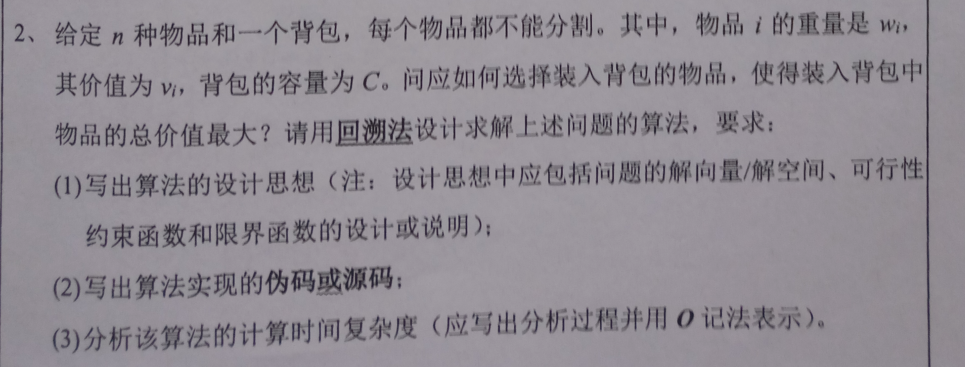 2、给定 n 种物品和一个背包，每个物品都不能分割。其中，物品 i 的重量是 wᵢ，
其价值为 vᵢ，背包的容量为 C。问应如何选择装入背包的物品，使得装入背包中
物品的总价值最大？请用回溯法设计求解上述问题的算法，要求：
(1)写出算法的设计思想（注：设计思想中应包括问题的解向量/解空间、可行性
约束函数和限界函数的设计或说明）；
(2)写出算法实现的伪码或源码；
(3)分析该算法的计算时间复杂度（应写出分析过程并用 O 记法表示）。